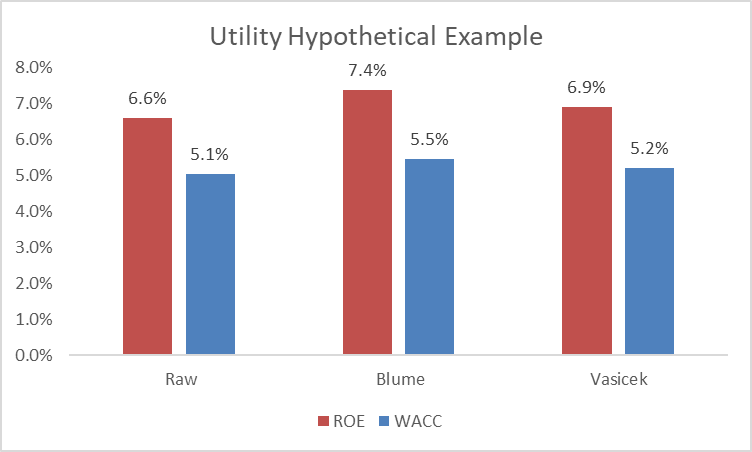 Utility Hypothetical Example
8.0%
7.0%
6.0%
5.0%
4.0%
3.0%
2.0%
1.0%
0.0%
6.6%
5.1%
7.4%
5.5%
6.9%
5.2%
Raw
Blume
Vasicek
ROE
WACC